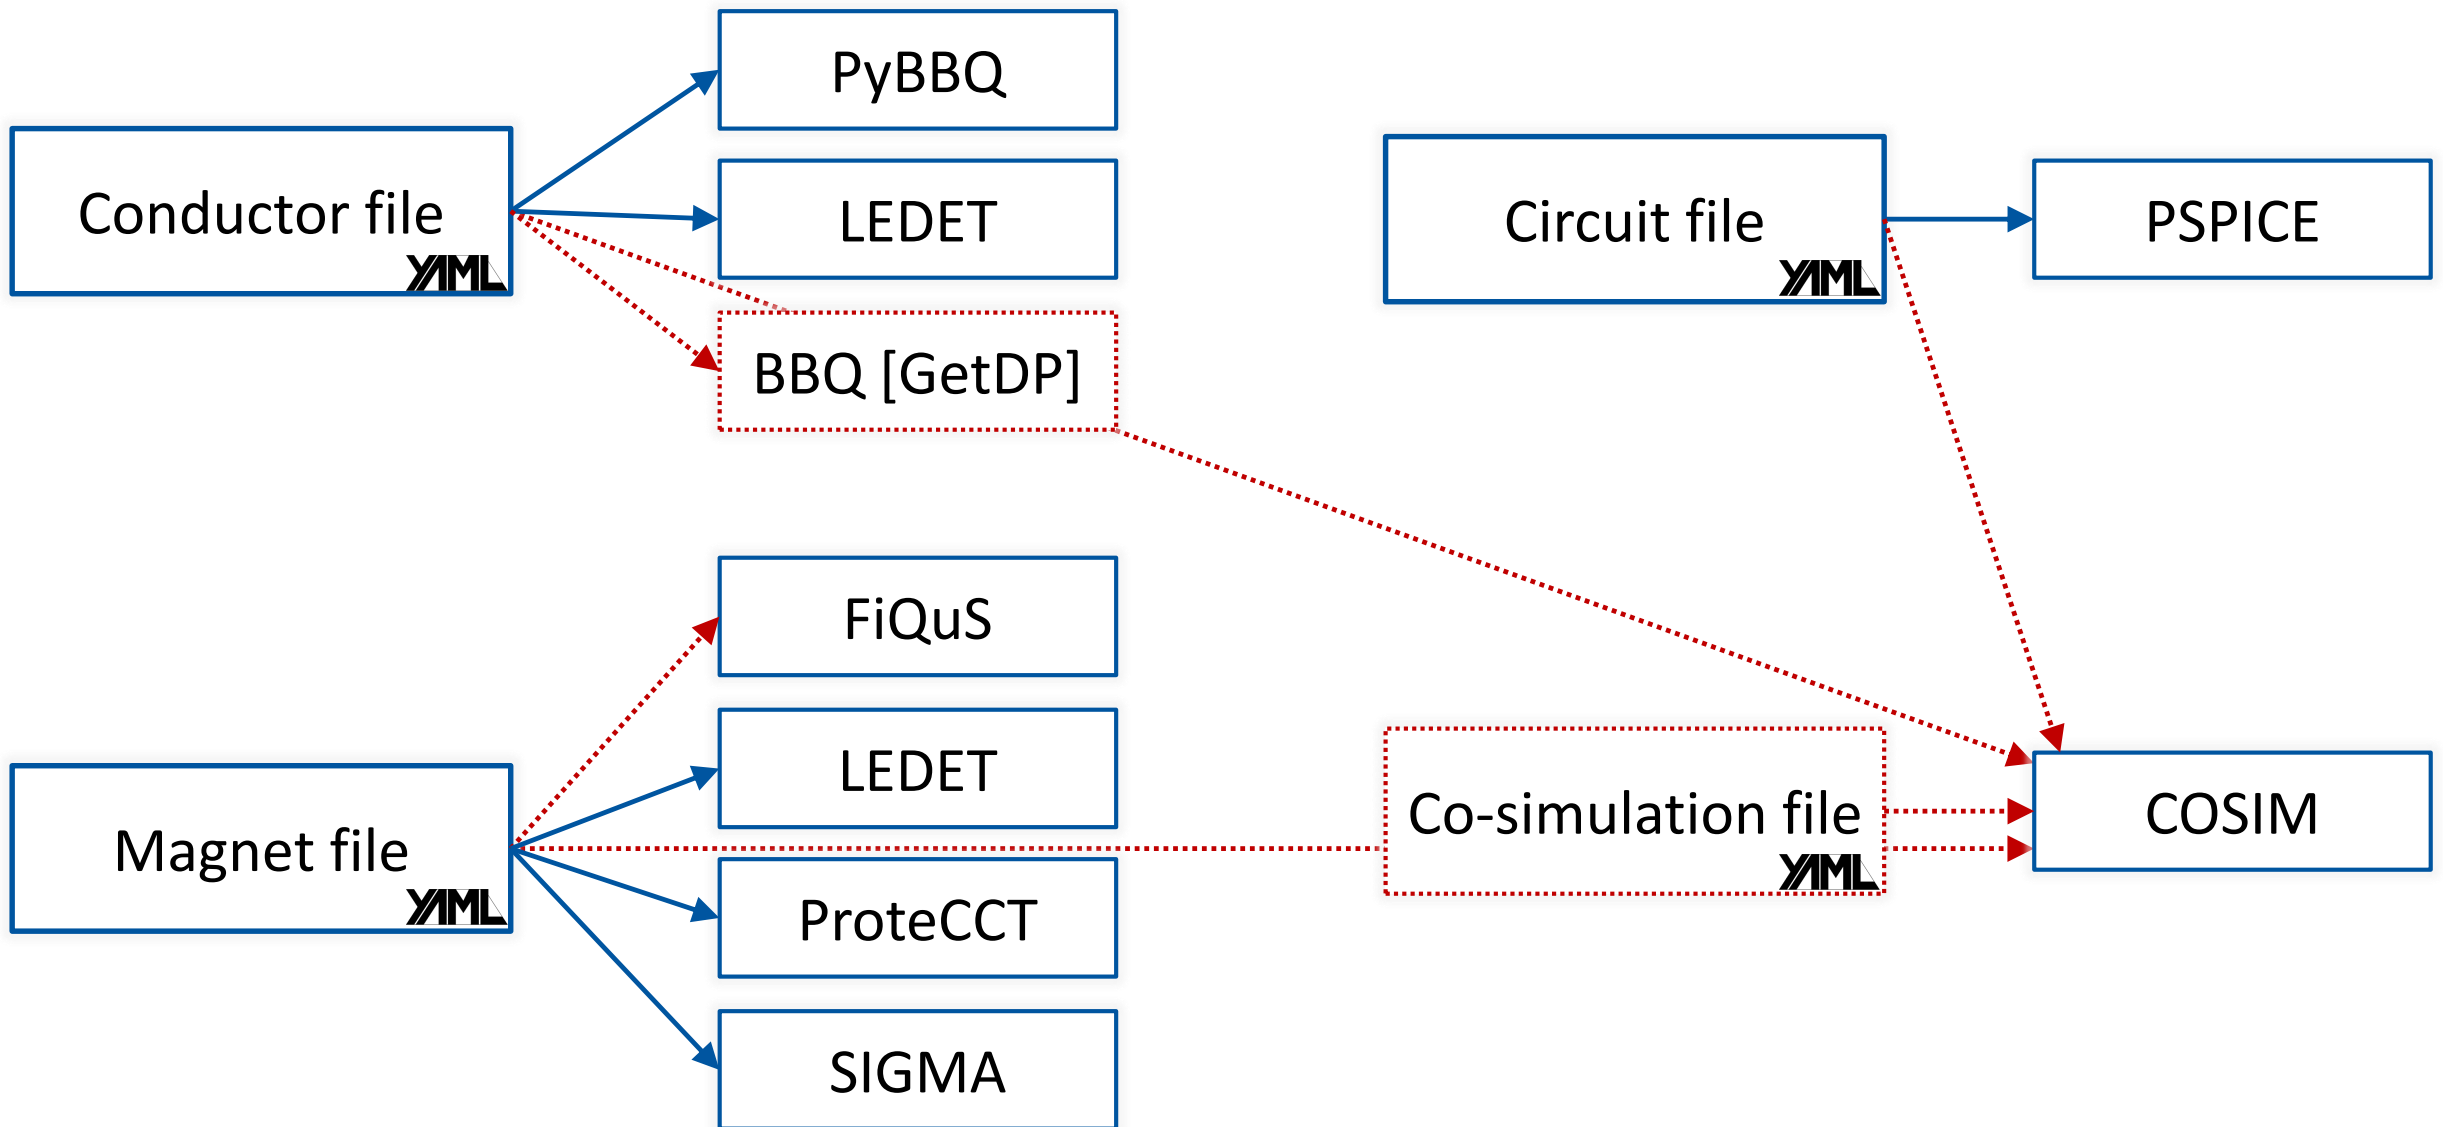 PyBBQ
Conductor file
YAML
LEDET
BBQ [GetDP]
Circuit file
YAML
PSPICE
FiQuS
LEDET
Magnet file
YAML
ProteCCT
SIGMA
Co-simulation file
YAML
COSIM